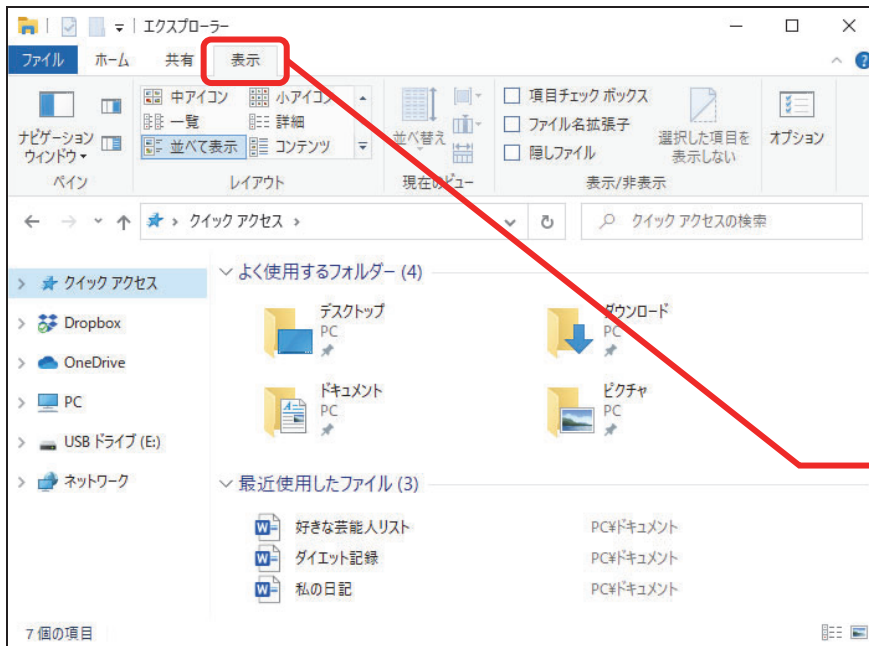 エクスプローラー
ファイル ホーム 共有 表示
中アイコン 小アイコン
一覧 詳細
並べて表示 コンテンツ
ナビゲーション
ウィンドウ
並べ替え
項目チェック ボックス
ファイル名拡張子
隠しファイル
選択した項目を
表示しない
オプション
ペイン レイアウト 現在のビュー 表示/非表示
クイック アクセス
クイック アクセスの検索
クイック アクセス
Dropbox
OneDrive
PC
USB ドライブ (E:)
ネットワーク
よく使用するフォルダー (4)
デスクトップ
PC
ダウンロード
PC
ドキュメント
PC
ピクチャ
PC
最近使用したファイル (3)
好きな芸能人リスト PC¥ドキュメント
ダイエット記録 PC¥ドキュメント
私の日記 PC¥ドキュメント
7 個の項目